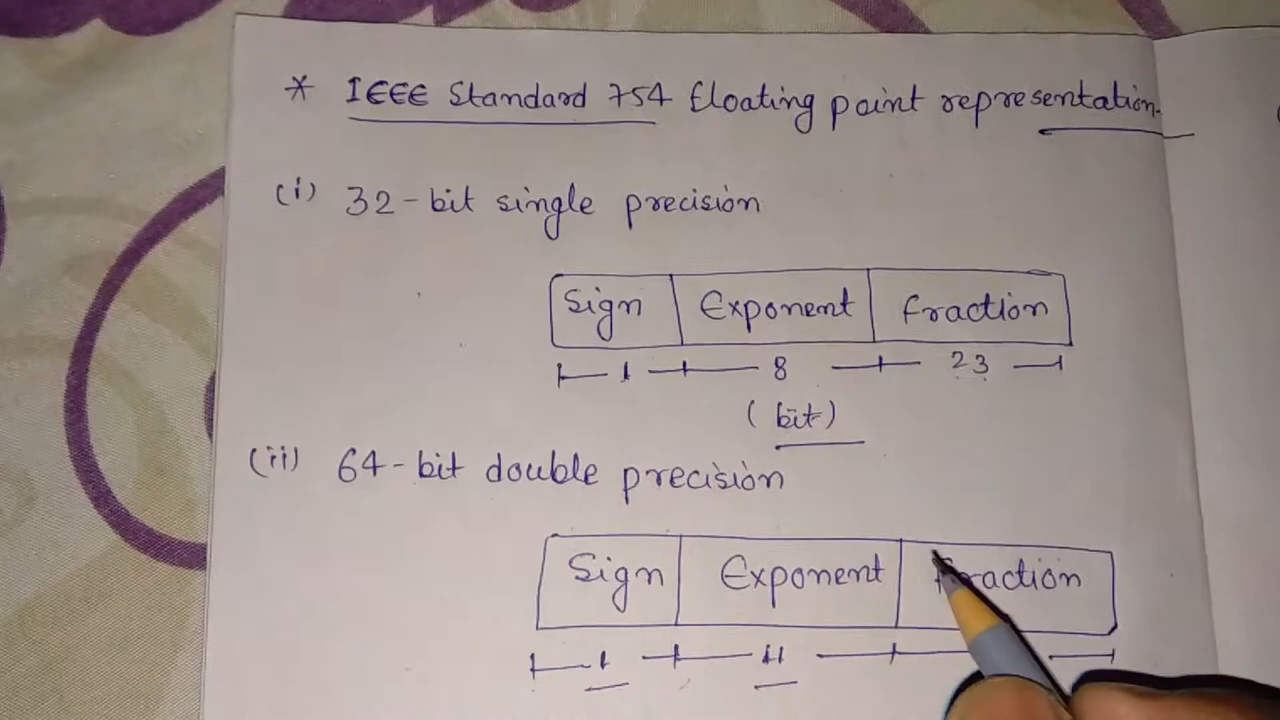 * IEEE Standard 754 floating point representation
(i) 32-bit single precision
Sign Exponent fraction
1 8 23
(bit)
(ii) 64-bit double precision
Sign Exponent fraction
1 11